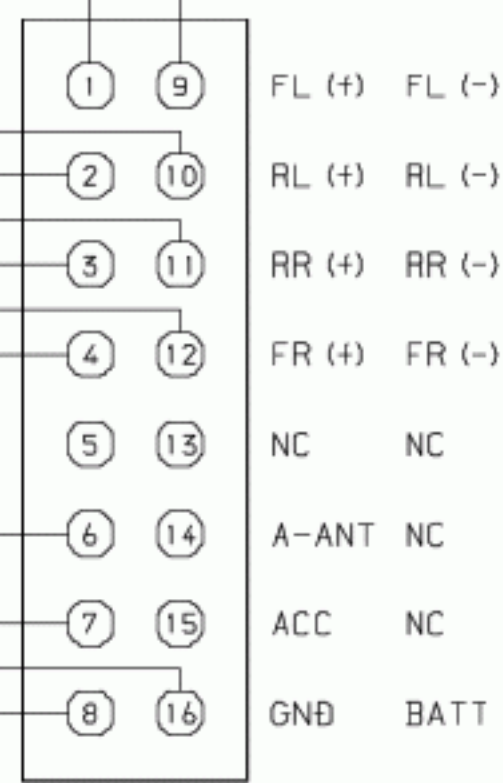 1 9 FL (+) FL (-)
2 10 RL (+) RL (-)
3 11 RR (+) RR (-)
4 12 FR (+) FR (-)
5 13 NC NC
6 14 A-ANT NC
7 15 ACC NC
8 16 GND BATT